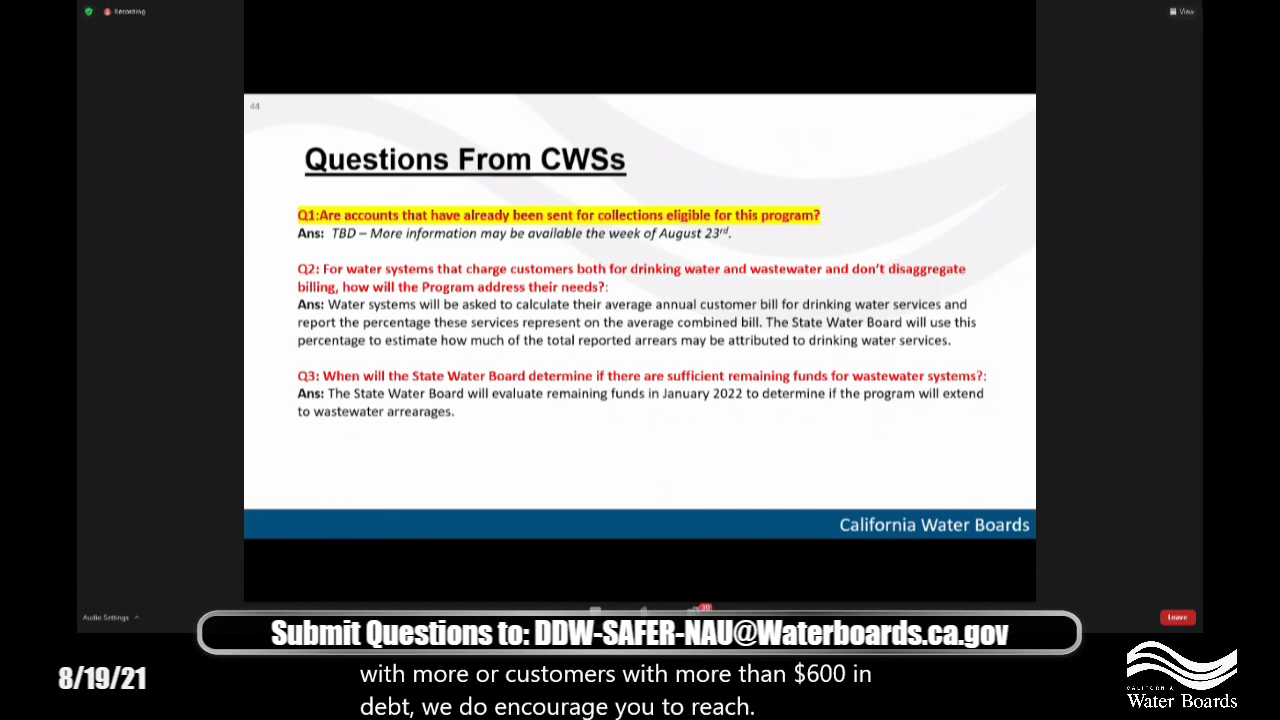 Recording
View
44
Questions From CWSs
Q1:Are accounts that have already been sent for collections eligible for this program?
Ans: TBD – More information may be available the week of August 23rd.
Q2: For water systems that charge customers both for drinking water and wastewater and don't disaggregate
billing, how will the Program address their needs?:
Ans: Water systems will be asked to calculate their average annual customer bill for drinking water services and
report the percentage these services represent on the average combined bill. The State Water Board will use this
percentage to estimate how much of the total reported arrears may be attributed to drinking water services.
Q3: When will the State Water Board determine if there are sufficient remaining funds for wastewater systems?:
Ans: The State Water Board will evaluate remaining funds in January 2022 to determine if the program will extend
to wastewater arrearages.
California Water Boards
30
Audio Settings
Leave
Submit Questions to: DDW-SAFER-NAU@Waterboards.ca.gov
8/19/21
with more or customers with more than $600 in
debt, we do encourage you to reach.
CALIFORNIA
Water Boards